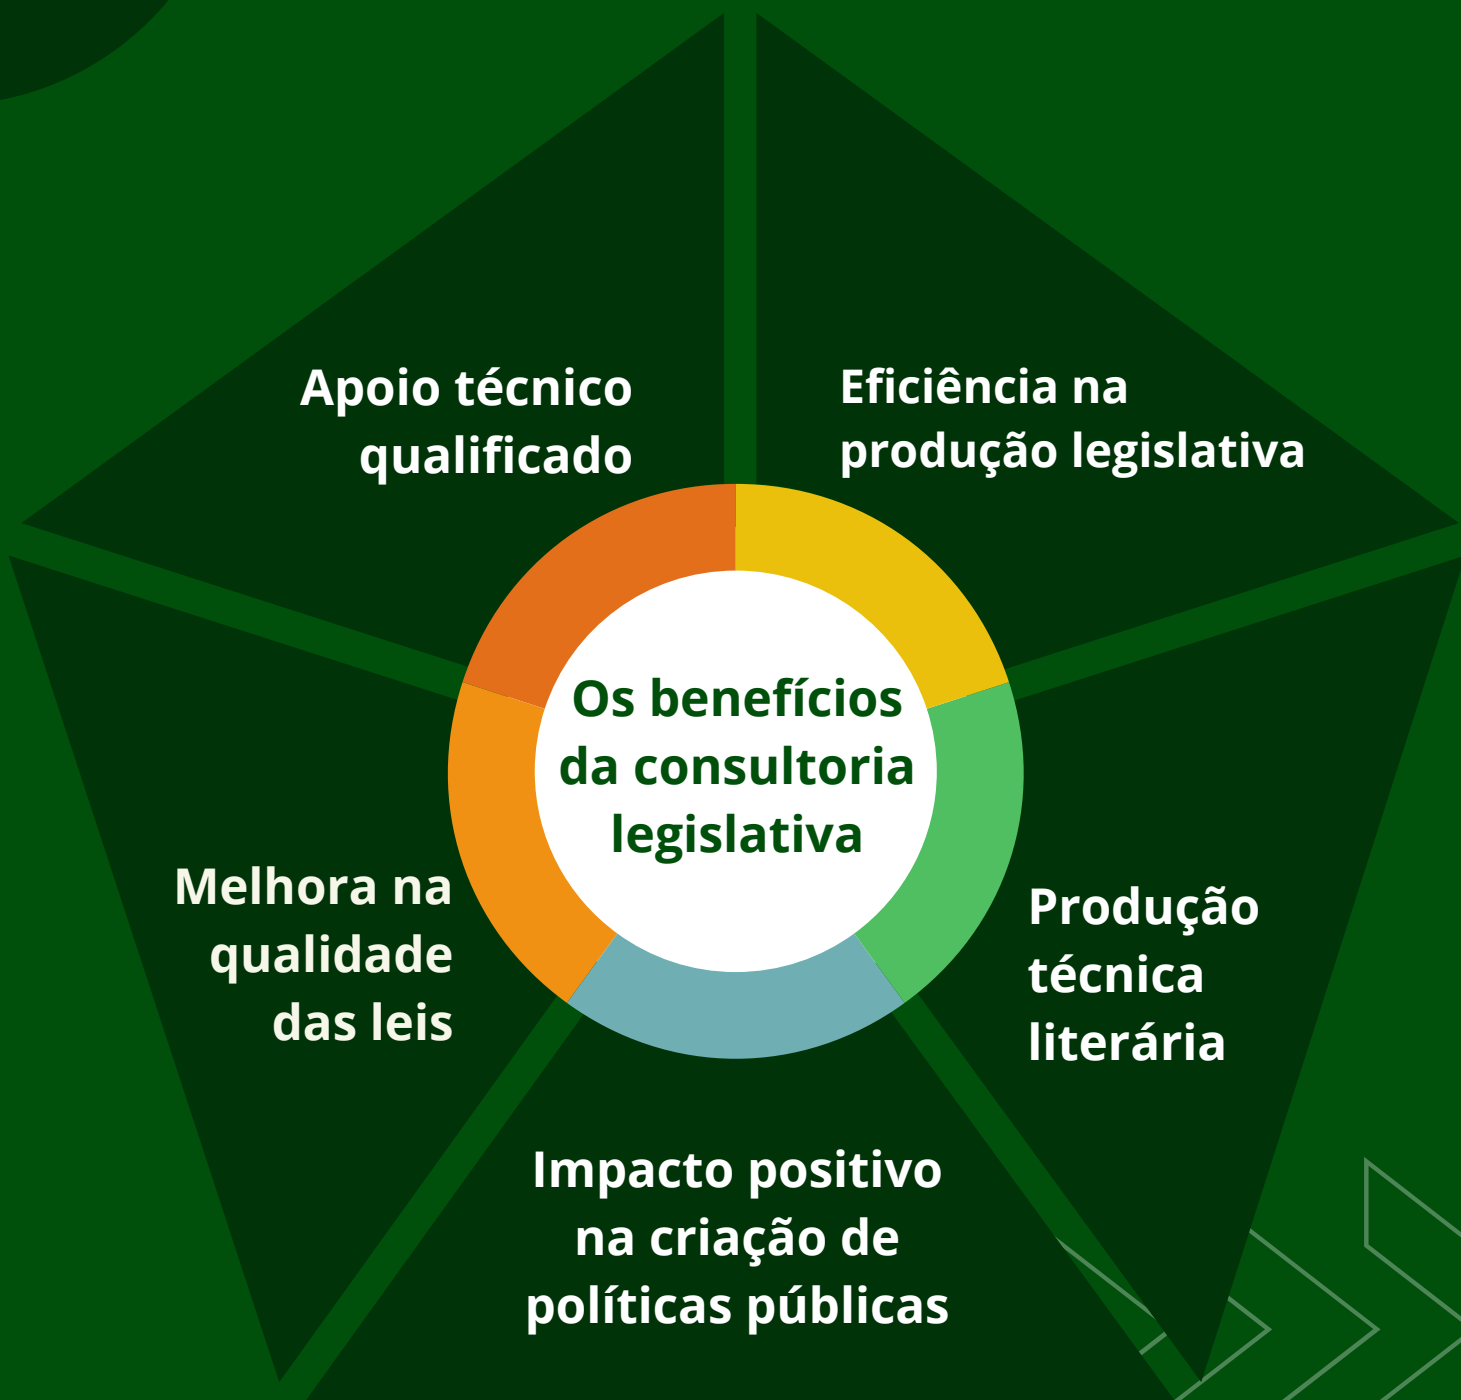 Apoio técnico
qualificado
Eficiência na
produção legislativa
Os benefícios
da consultoria
legislativa
Melhora na
qualidade
das leis
Produção
técnica
literária
Impacto positivo
na criação de
políticas públicas